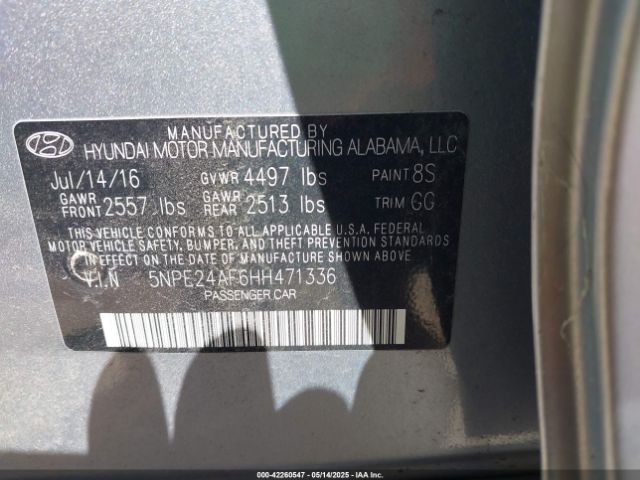 MANUFACTURED BY
HYUNDAI MOTOR MANUFACTURING ALABAMA, LLC
Jul/14/16 GVWR 4497 lbs PAINT 8S
GAWR FRONT 2557 lbs GAWR REAR 2513 lbs TRIM GG
THIS VEHICLE CONFORMS TO ALL APPLICABLE U.S.A. FEDERAL
MOTOR VEHICLE SAFETY, BUMPER, AND THEFT PREVENTION
STANDARDS IN EFFECT ON THE DATE OF MANUFACTURE SHOWN ABOVE.
V.I.N 5NPE24AF6HH471336
PASSENGER CAR
000-42260547 - 05/14/2025 - IAA Inc.